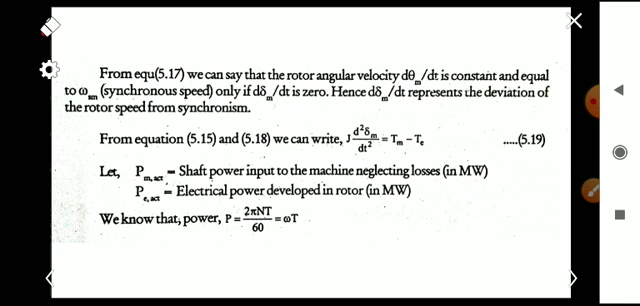 From equ(5.17) we can say that the rotor angular velocity dθm/dt is constant and equal
to ωsm (synchronous speed) only if dδm/dt is zero. Hence dδm/dt represents the deviation of
the rotor speed from synchronism.
From equation (5.15) and (5.18) we can write, J d²δm/dt² = Tm – Te .....(5.19)
Let, Pm, act = Shaft power input to the machine neglecting losses (in MW)
Pe, act = Electrical power developed in rotor (in MW)
We know that, power, P = 2πNT/60 = ωT